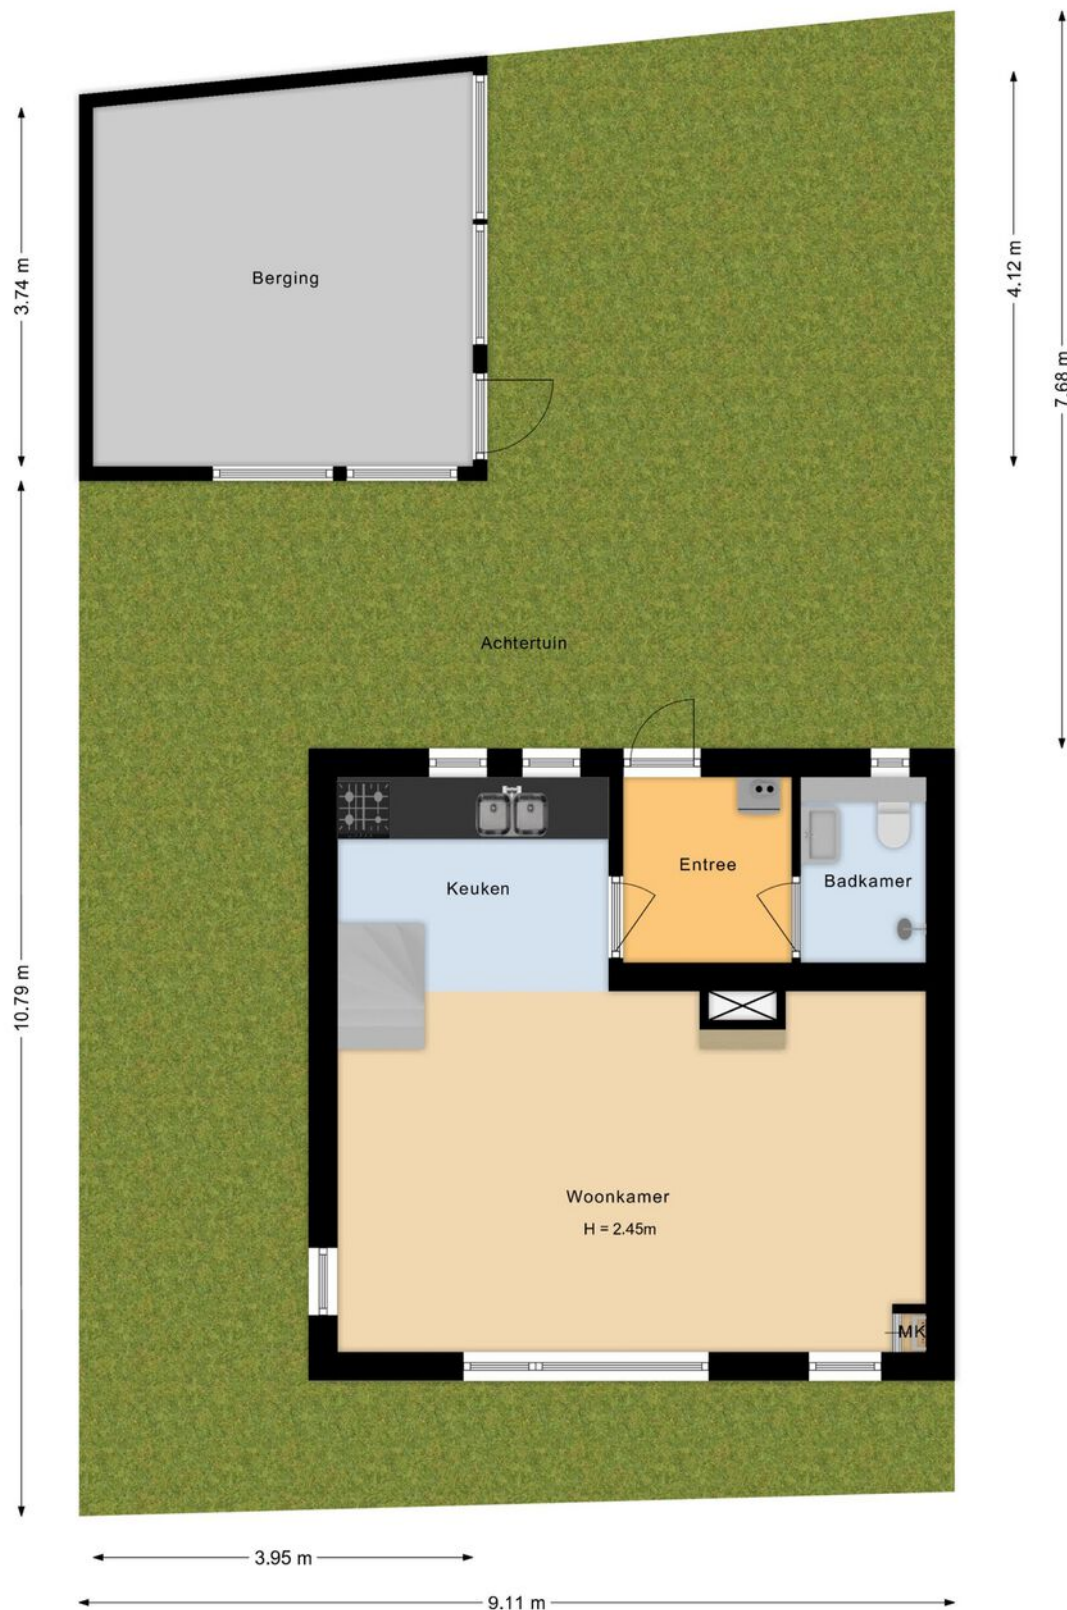 Berging
3.74 m
4.12 m
7.68 m
Achtertuin
Entree
Badkamer
Keuken
10.79 m
Woonkamer
H = 2.45m
MK
3.95 m
9.11 m